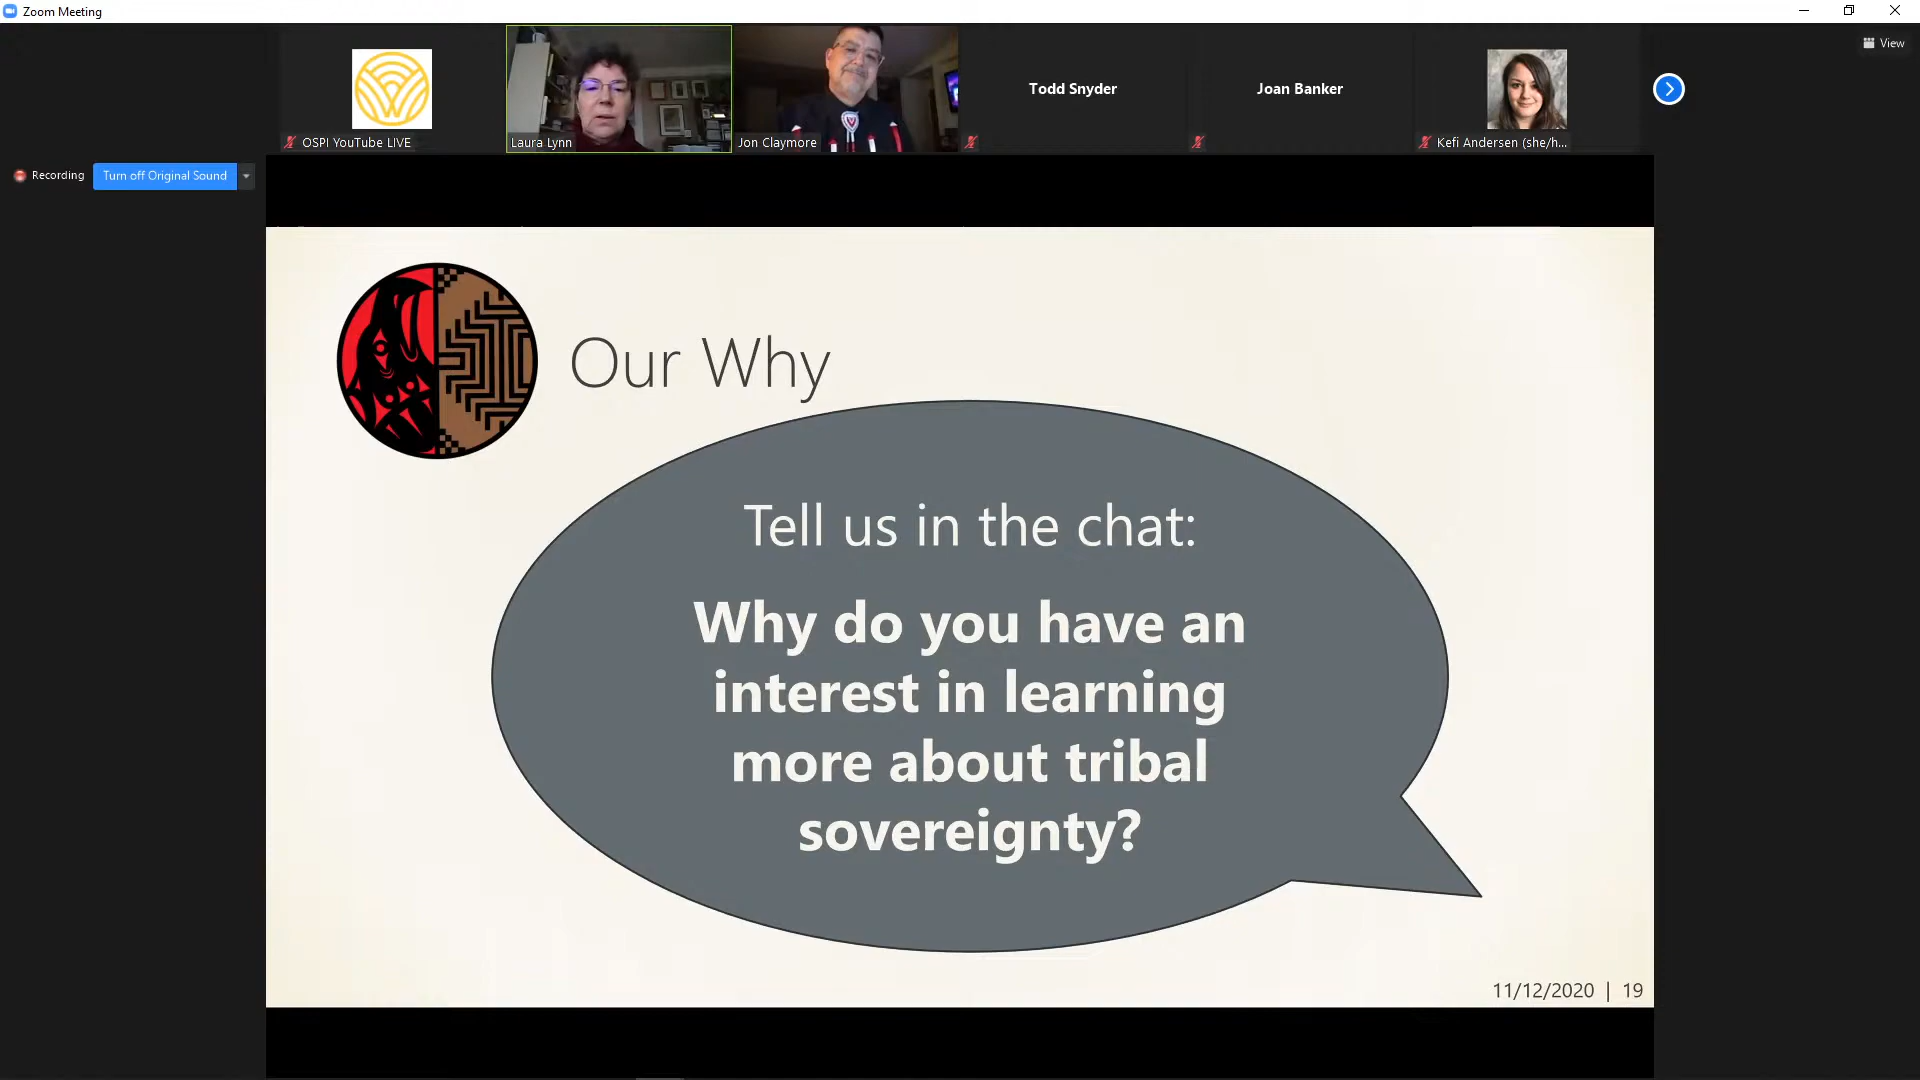 Zoom Meeting
View
Todd Snyder
Joan Banker
OSPI YouTube LIVE
Laura Lynn
Jon Claymore
Kefi Andersen (she/h...
Recording
Turn off Original Sound
Our Why
Tell us in the chat:
Why do you have an
interest in learning
more about tribal
sovereignty?
11/12/2020 | 19